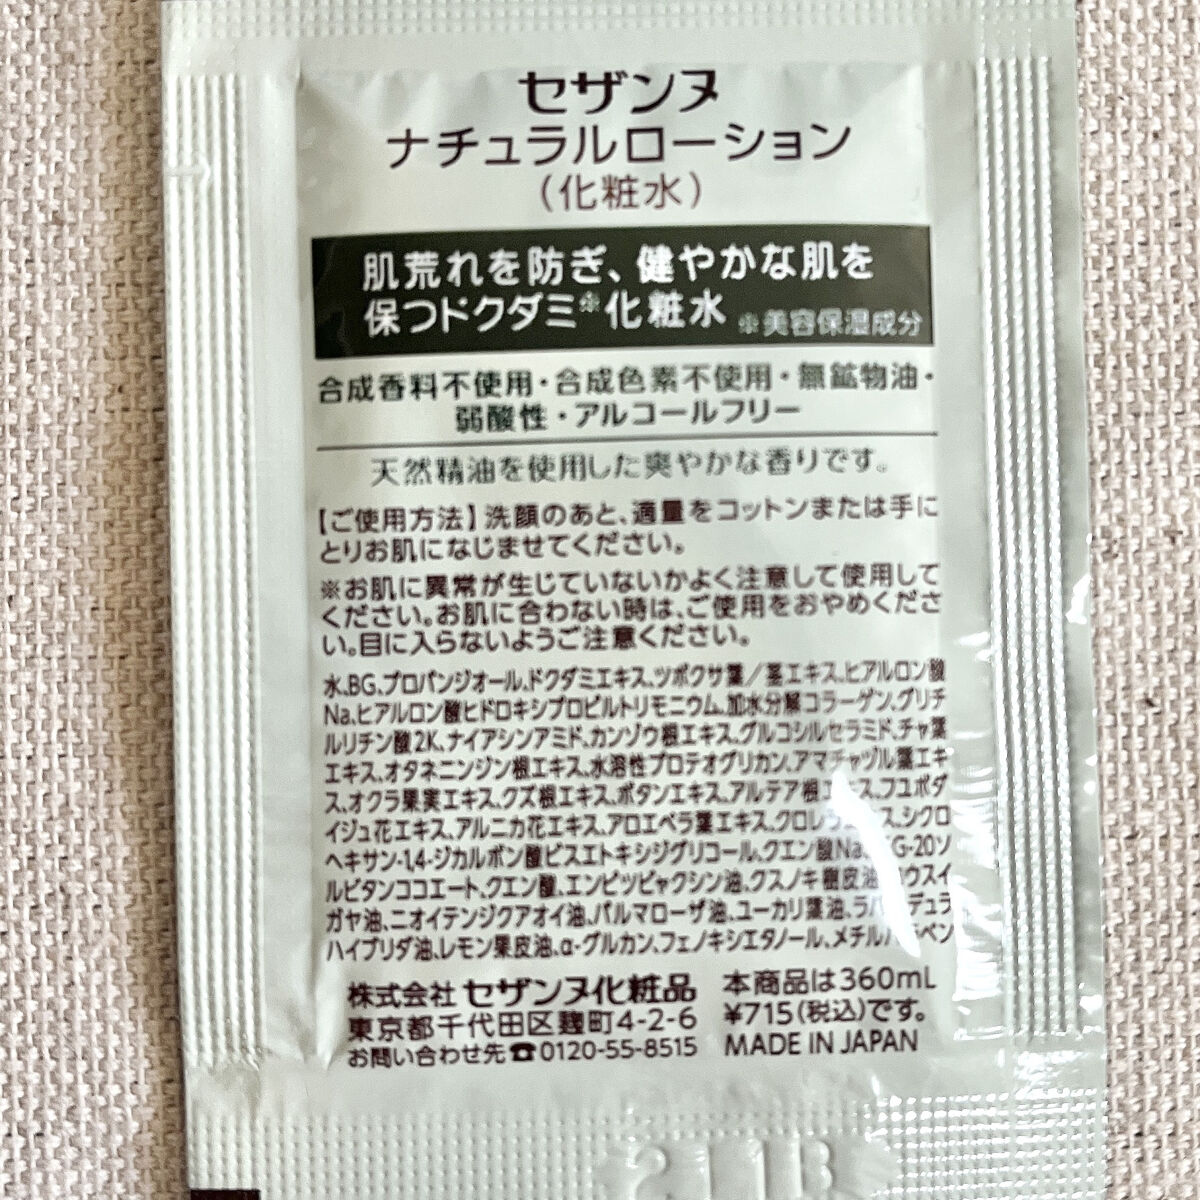 セザンヌ
ナチュラルローション
（化粧水）
肌荒れを防ぎ、健やかな肌を
保つドクダミ※化粧水 ※美容保湿成分
合成香料不使用・合成色素不使用・無鉱物油・
弱酸性・アルコールフリー
天然精油を使用した爽やかな香りです。
【ご使用方法】洗顔のあと、適量をコットンまたは手に
とりお肌になじませてください。
※お肌に異常が生じていないかよく注意して使用して
ください。お肌に合わない時は、ご使用をおやめくださ
い。目に入らないようご注意ください。
水、BG、プロパンジオール、ドクダミエキス、ツボクサ葉／茎エキス、ヒアルロン酸
Na、ヒアルロン酸ヒドロキシプロピルトリモニウム、加水分解コラーゲン、グリチ
ルリチン酸2K、ナイアシンアミド、カンゾウ根エキス、グルコシルセラミド、チャ葉
エキス、オタネニンジン根エキス、水溶性プロテオグリカン、アマチャヅル葉エキ
ス、オクラ果実エキス、クズ根エキス、ボタンエキス、アルテア根エキス、フユボダ
イジュ花エキス、アルニカ花エキス、アロエベラ葉エキス、クロレラエキス、シクロ
ヘキサン-1,4-ジカルボン酸ビスエトキシジグリコール、クエン酸Na、 -20ソ
ルビタンココエート、クエン酸、エンピツビャクシン油、クスノキ樹皮油、 ウスイ
ガヤ油、ニオイテンジクアオイ油、パルマローザ油、ユーカリ葉油、ラバンデュラ
ハイブリダ油、レモン果皮油、α-グルカン、フェノキシエタノール、メチルパラベン
株式会社 セザンヌ化粧品 本商品は360mL
東京都千代田区麹町4-2-6 ¥715(税込)です。
お問い合わせ先☎0120-55-8515 MADE IN JAPAN